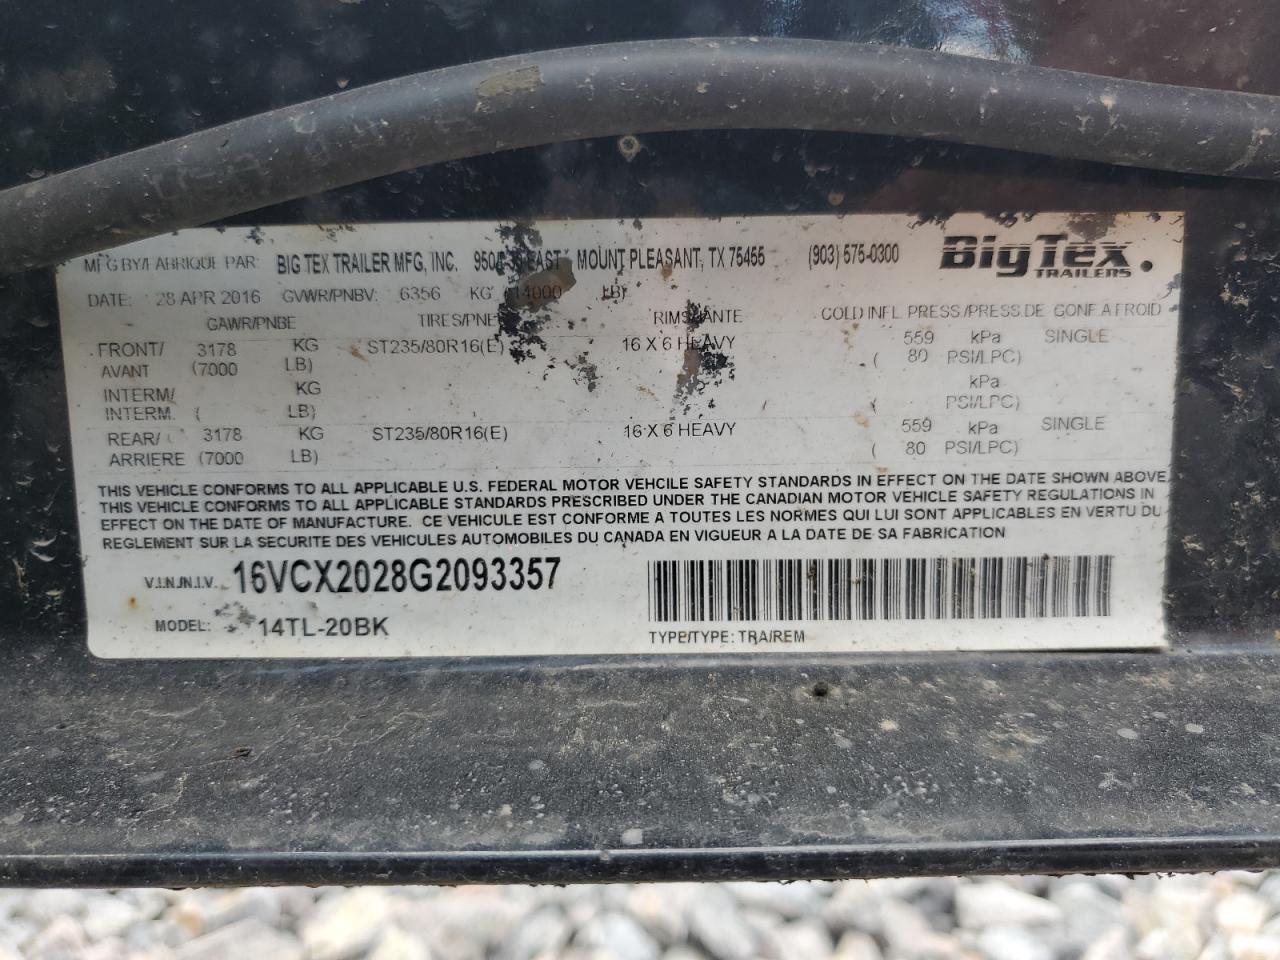 MFG BY/FABRIQUE PAR: BIG TEX TRAILER MFG, INC. 950 EAST MOUNT PLEASANT, TX 75455 (903) 575-0300 Big Tex TRAILERS
DATE: 28 APR 2016 GVWR/PNBV: 6356 KG (14000 LB)
GAWR/PNBE TIRES/PNE COLD INFL. PRESS/PRESS DE GONF A FROID
FRONT/ 3178 KG ST235/80R16(E) 16 X 6 HEAVY 559 kPa SINGLE
AVANT (7000 LB) ( 80 PSI/LPC)
INTERM/ KG kPa
INTERM. ( LB) ( PSI/LPC)
REAR/ 3178 KG ST235/80R16(E) 16 X 6 HEAVY 559 kPa SINGLE
ARRIERE (7000 LB) ( 80 PSI/LPC)
THIS VEHICLE CONFORMS TO ALL APPLICABLE U.S. FEDERAL MOTOR VEHCILE SAFETY STANDARDS IN EFFECT ON THE DATE SHOWN ABOVE.
THIS VEHICLE CONFORMS TO ALL APPLICABLE STANDARDS PRESCRIBED UNDER THE CANADIAN MOTOR VEHICLE SAFETY REGULATIONS IN
EFFECT ON THE DATE OF MANUFACTURE. CE VEHICULE EST CONFORME A TOUTES LES NORMES QUI LUI SONT APPLICABLES EN VERTU DU
REGLEMENT SUR LA SECURITE DES VEHICULES AUTOMOBILES DU CANADA EN VIGUEUR A LA DATE DE SA FABRICATION
V.I.N./N.I.V. 16VCX2028G2093357
MODEL: 14TL-20BK TYPE/TYPE: TRA/REM